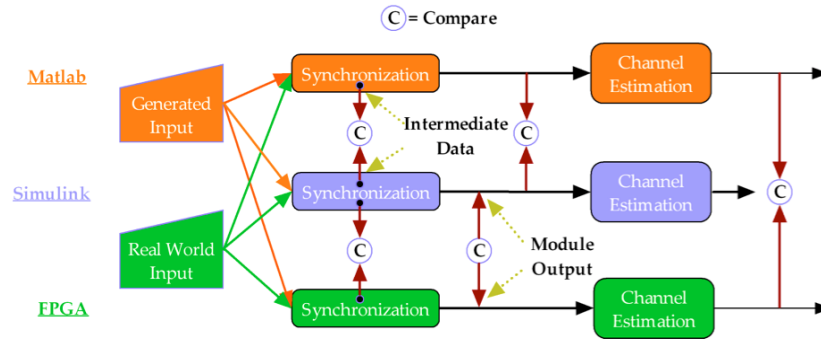 C = Compare
Matlab
Generated
Input
Synchronization
Channel
Estimation
C
Intermediate
Data
C
Simulink
Synchronization
Channel
Estimation
C
Real World
Input
C
C
Module
Output
FPGA
Synchronization
Channel
Estimation